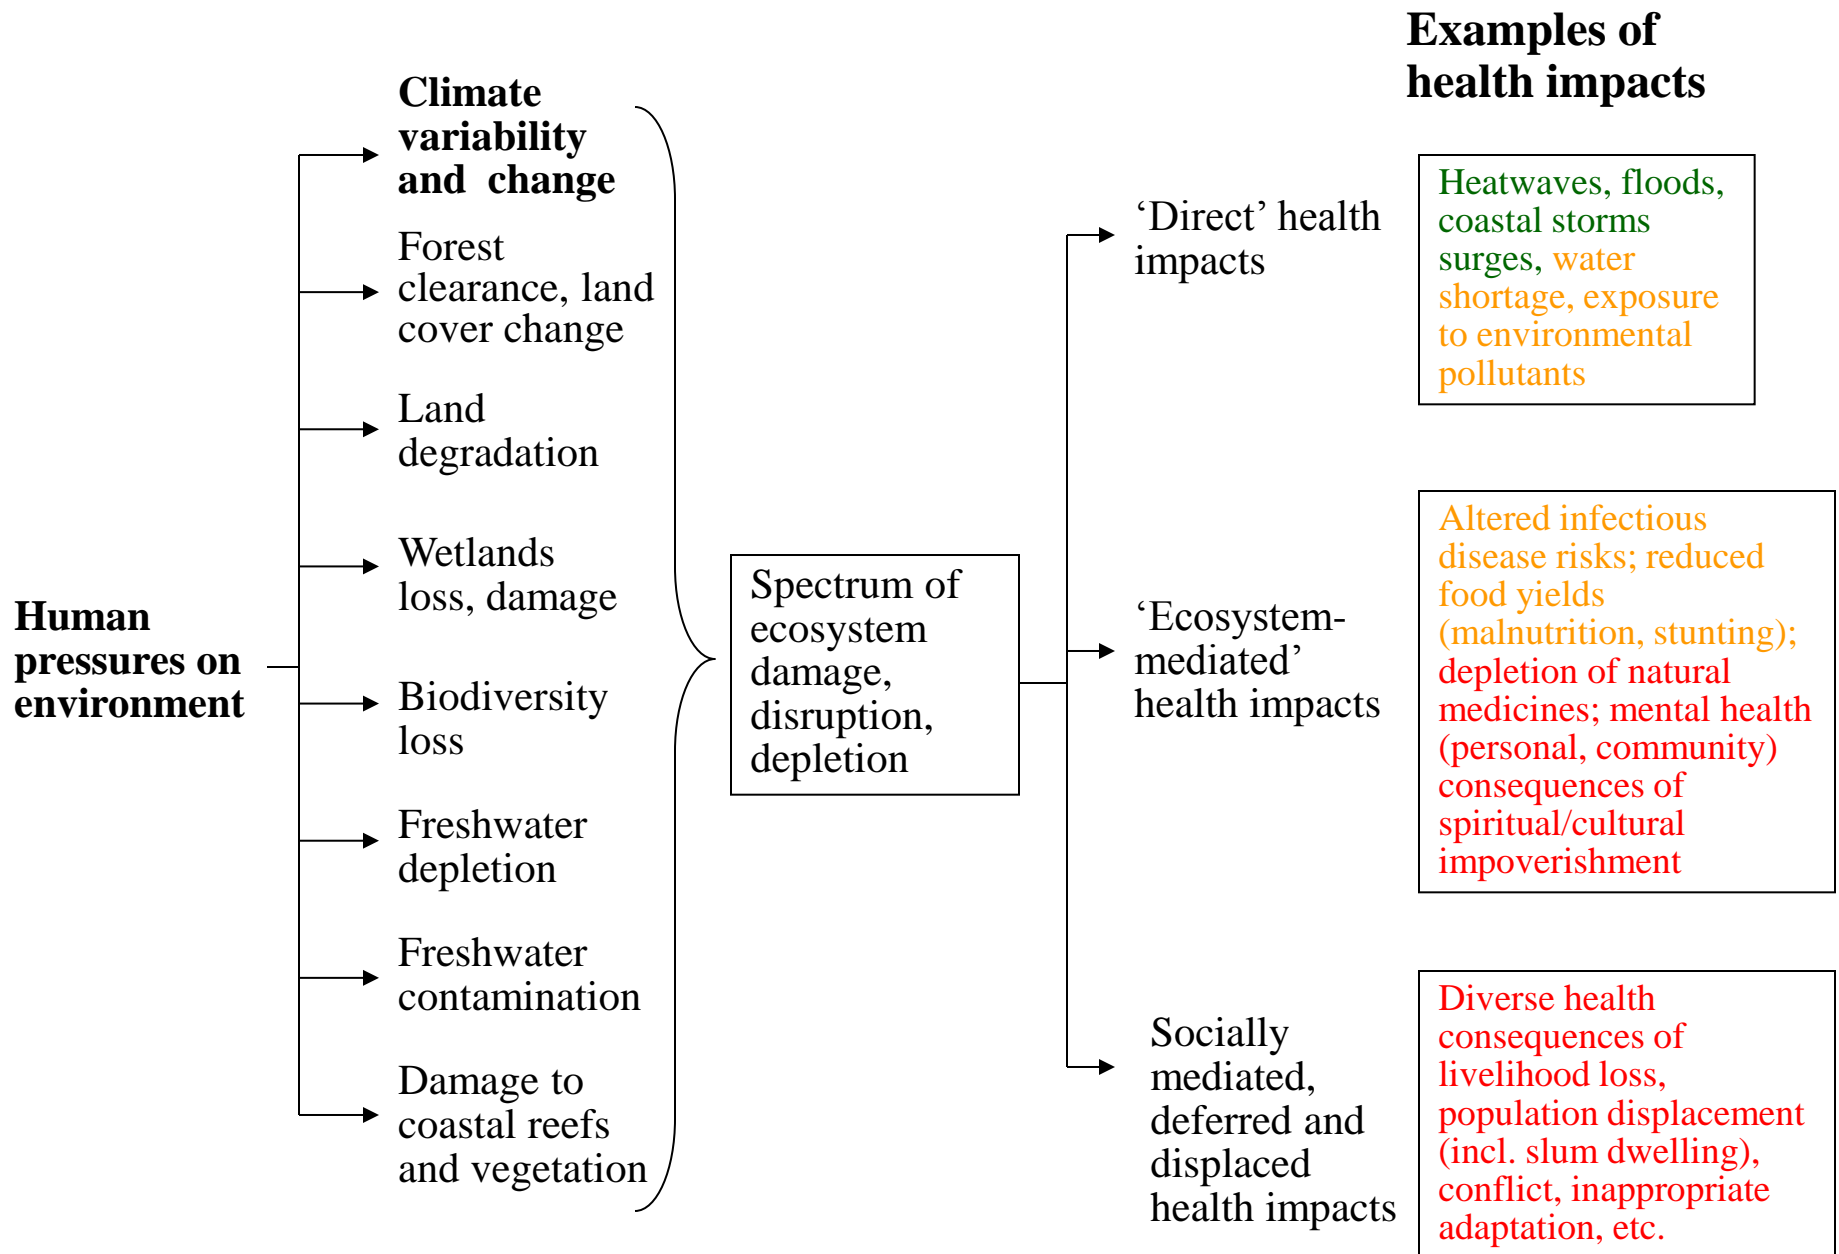 Examples of
health impacts
Climate
variability
and change
Forest
clearance, land
cover change
Land
degradation
Wetlands
loss, damage
Human
pressures on
environment
Biodiversity
loss
Freshwater
depletion
Freshwater
contamination
Damage to
coastal reefs
and vegetation
Spectrum of
ecosystem
damage,
disruption,
depletion
‘Direct’ health
impacts
Heatwaves, floods,
coastal storms
surges, water
shortage, exposure
to environmental
pollutants
‘Ecosystem-
mediated’
health impacts
Altered infectious
disease risks; reduced
food yields
(malnutrition, stunting);
depletion of natural
medicines; mental health
(personal, community)
consequences of
spiritual/cultural
impoverishment
Socially
mediated,
deferred and
displaced
health impacts
Diverse health
consequences of
livelihood loss,
population displacement
(incl. slum dwelling),
conflict, inappropriate
adaptation, etc.